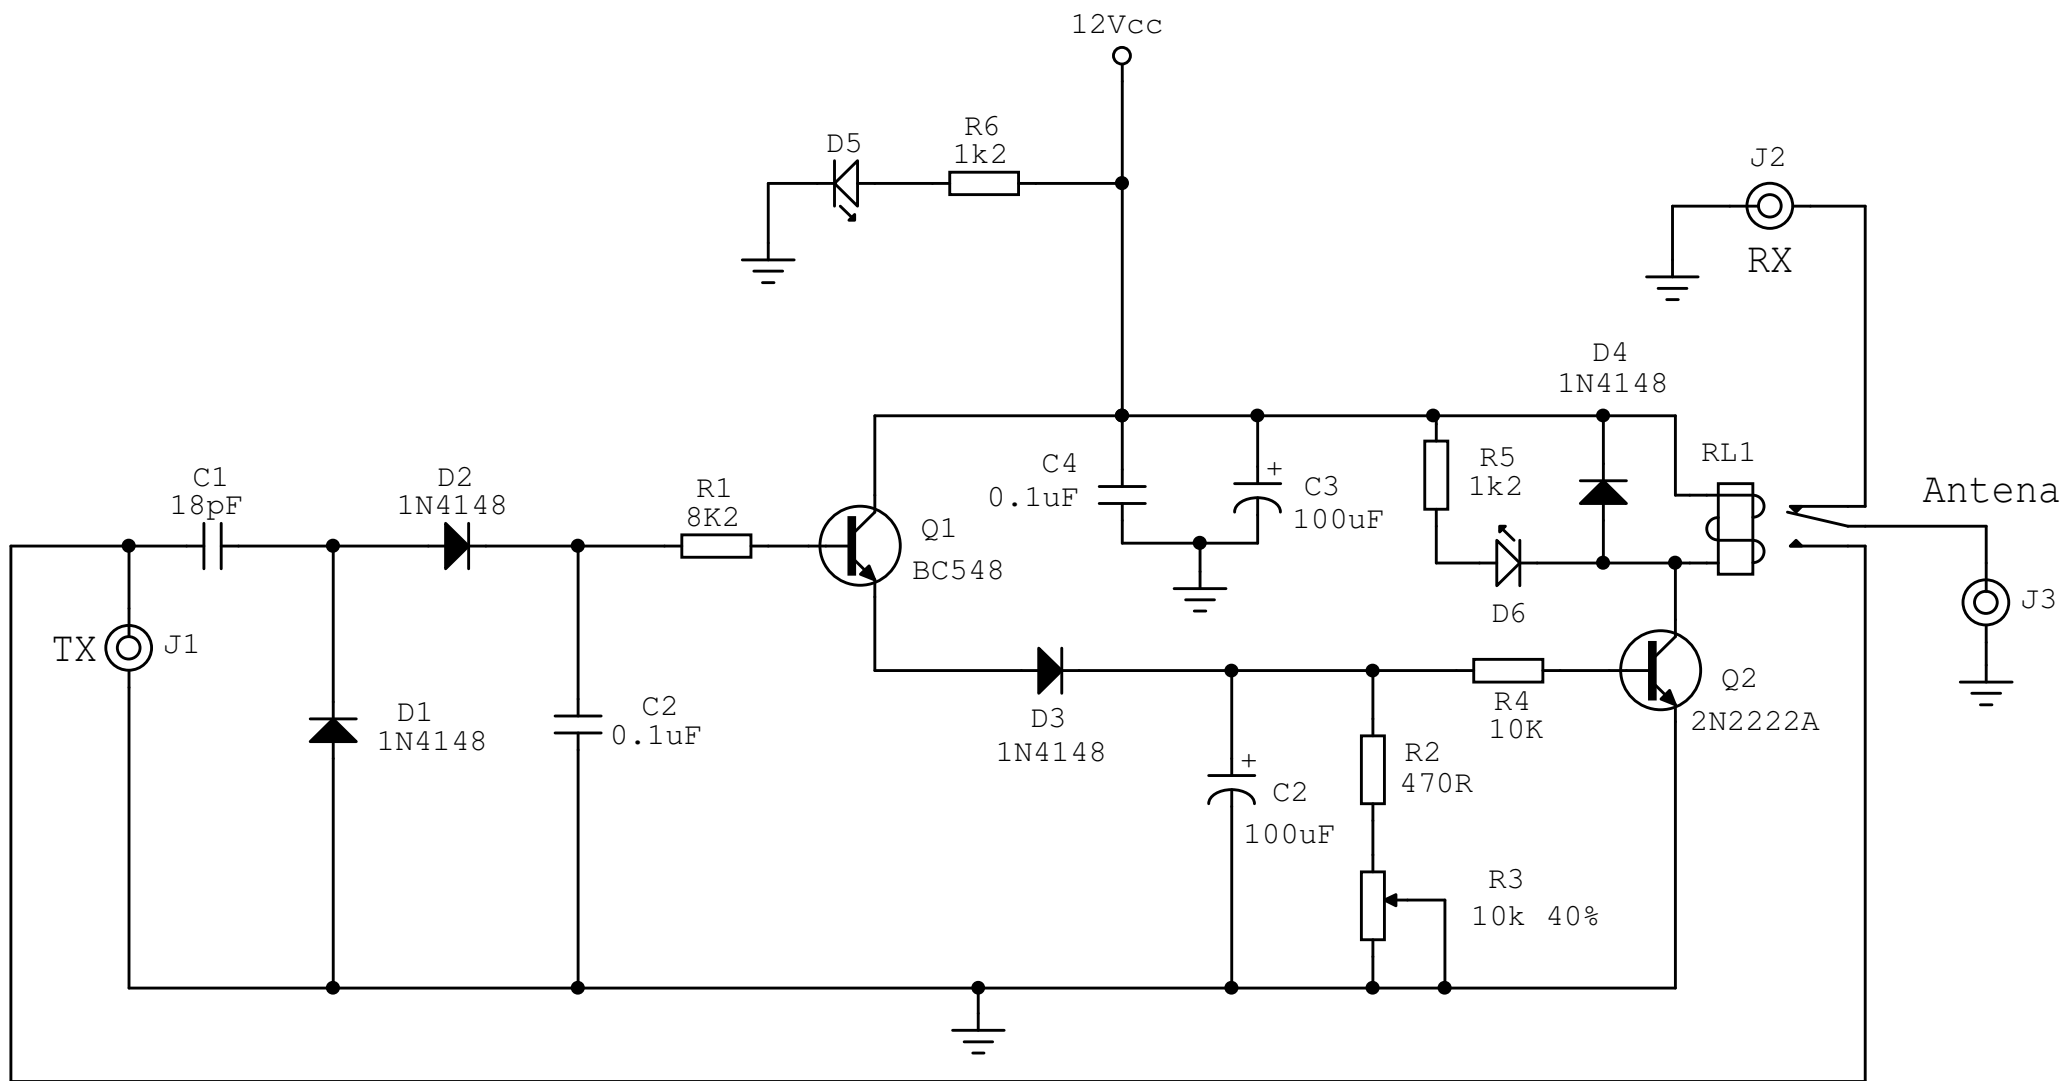 12Vcc
D5
R6
1k2
J2
RX
D4
1N4148
C1
18pF
D2
1N4148
R1
8K2
Q1
BC548
C4
0.1uF
+
C3
100uF
R5
1k2
RL1
Antena
D6
J3
TX
J1
D1
1N4148
C2
0.1uF
D3
1N4148
+
C2
100uF
R2
470R
R4
10K
Q2
2N2222A
R3
10k 40%